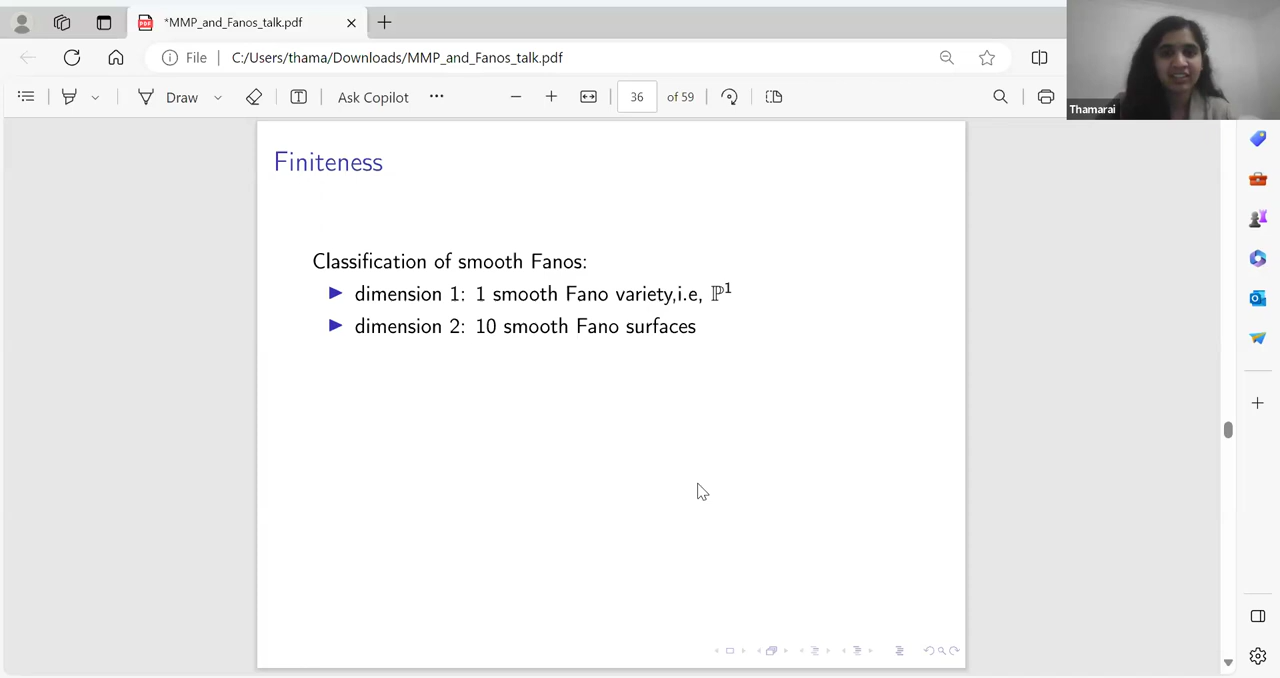 *MMP_and_Fanos_talk.pdf
File
C:/Users/thama/Downloads/MMP_and_Fanos_talk.pdf
Draw
Ask Copilot
36 of 59
Thamarai
Finiteness
Classification of smooth Fanos:
dimension 1: 1 smooth Fano variety,i.e, ℙ¹
dimension 2: 10 smooth Fano surfaces